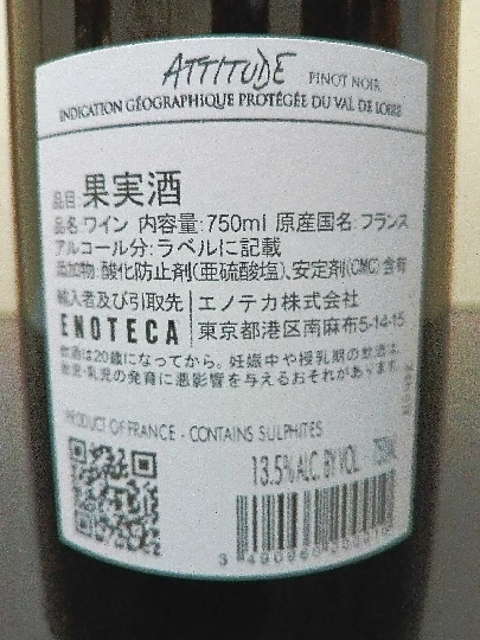 ATTITUDE PINOT NOIR
INDICATION GÉOGRAPHIQUE PROTÉGÉE DU VAL DE LOIRE
品目:果実酒
品名:ワイン 内容量:750ml 原産国名:フランス
アルコール分:ラベルに記載
添加物:酸化防止剤(亜硫酸塩)、安定剤(CMC)含有
輸入者及び引取先 エノテカ株式会社
ENOTECA 東京都港区南麻布5-14-15
飲酒は20歳になってから。妊娠中や授乳期の飲酒は、
胎児・乳児の発育に悪影響を与えるおそれがあります。
PRODUCT OF FRANCE - CONTAINS SULPHITES
13.5% ALC. BY VOL. - 750ML